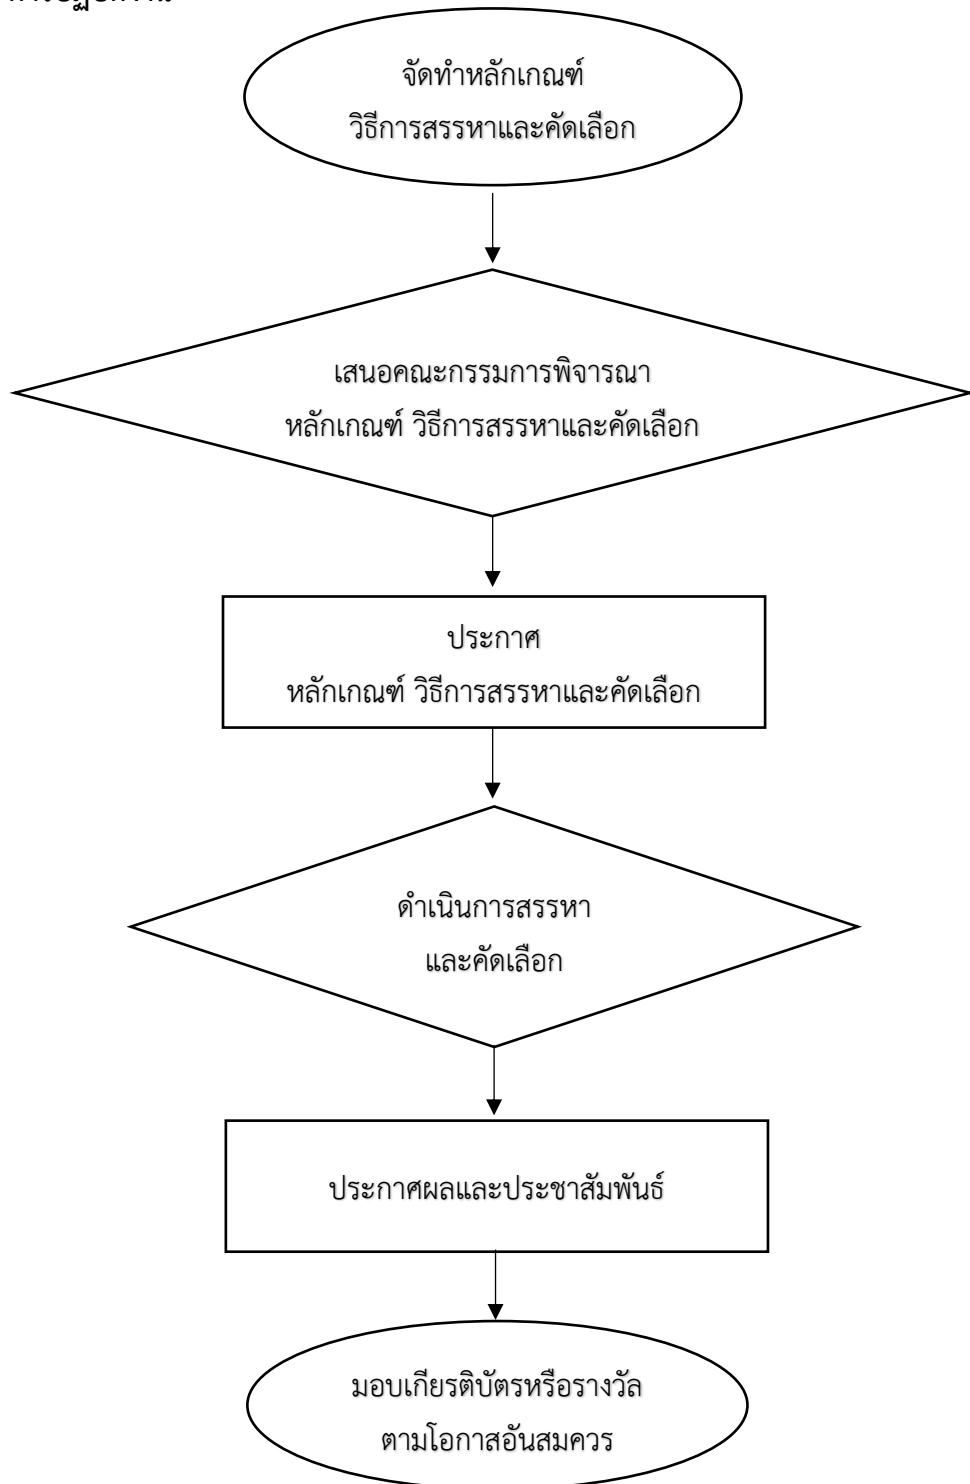 จัดทำหลักเกณฑ์
วิธีการสรรหาและคัดเลือก
เสนอคณะกรรมการพิจารณา
หลักเกณฑ์ วิธีการสรรหาและคัดเลือก
ประกาศ
หลักเกณฑ์ วิธีการสรรหาและคัดเลือก
ดำเนินการสรรหา
และคัดเลือก
ประกาศผลและประชาสัมพันธ์
มอบเกียรติบัตรหรือรางวัล
ตามโอกาสอันสมควร